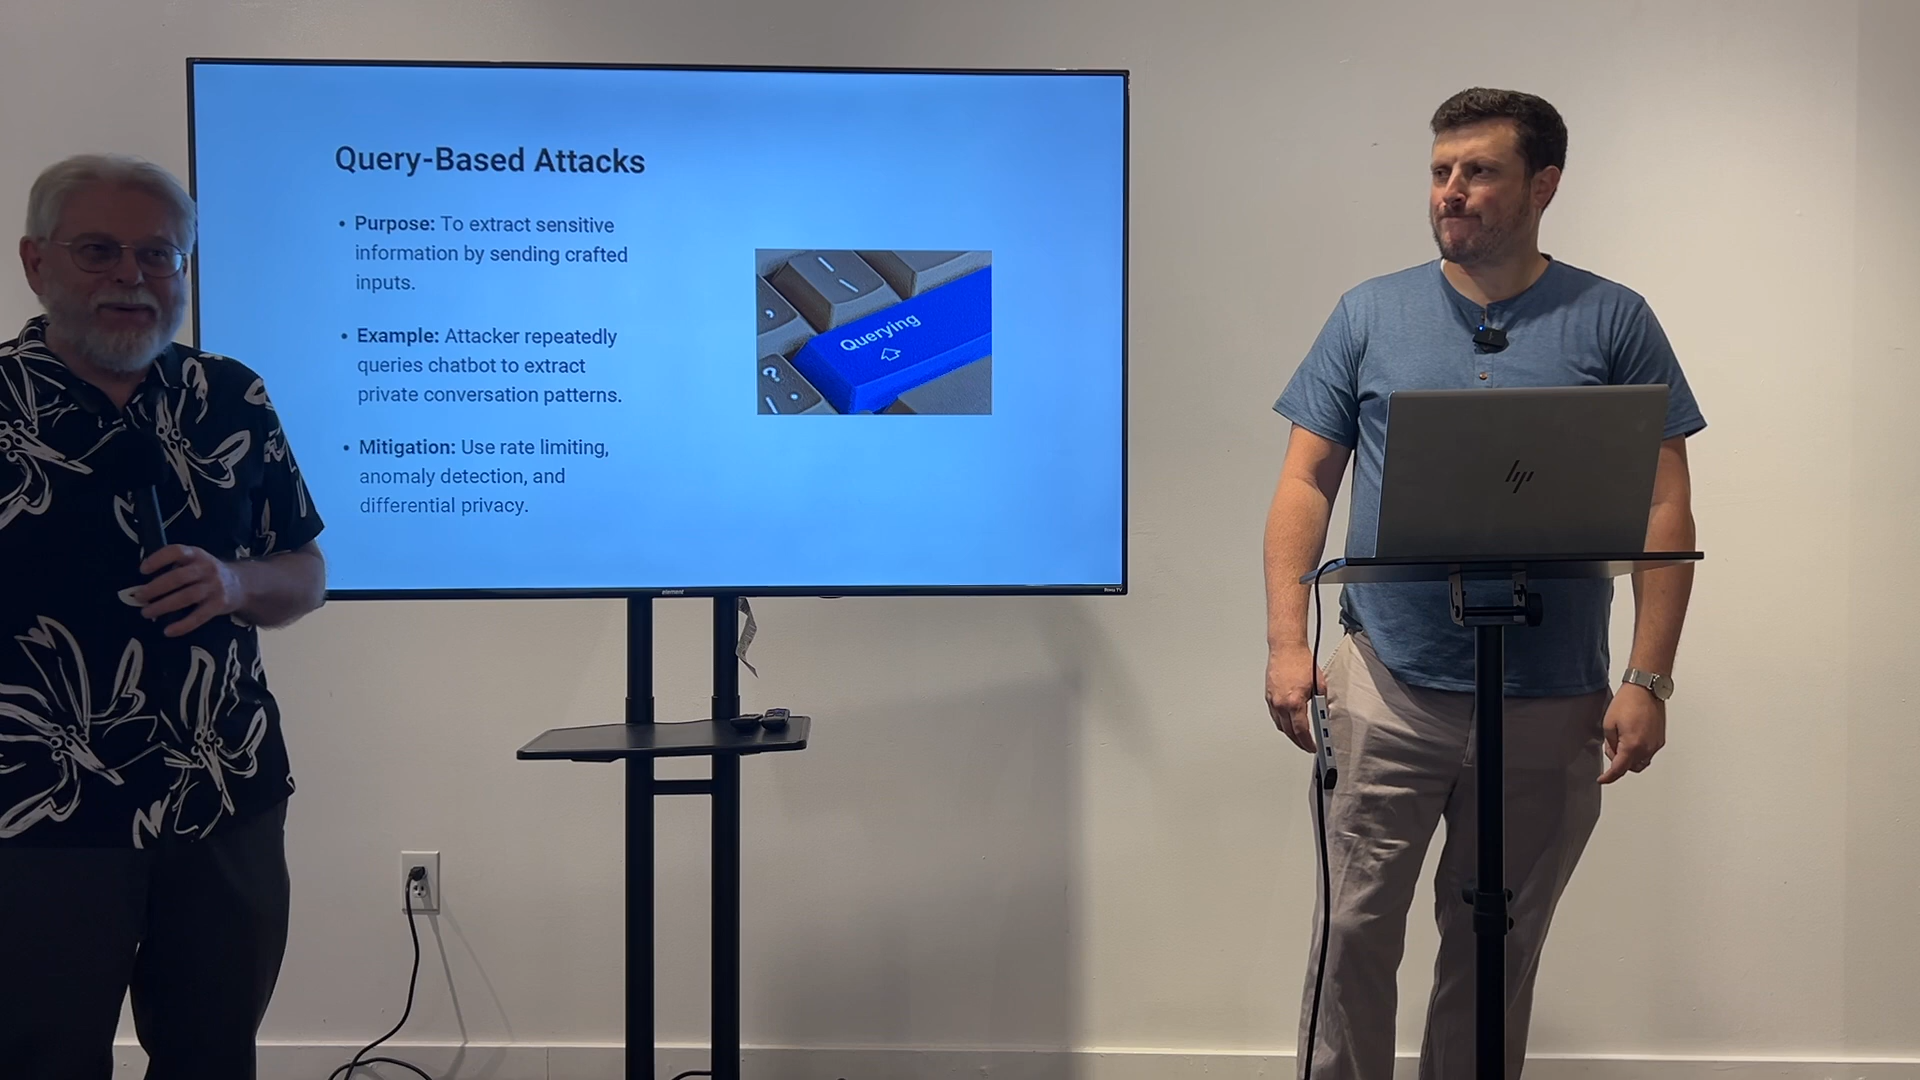 Query-Based Attacks
• Purpose: To extract sensitive
information by sending crafted
inputs.
• Example: Attacker repeatedly
queries chatbot to extract
private conversation patterns.
• Mitigation: Use rate limiting,
anomaly detection, and
differential privacy.
Querying
?
element
Roku TV
hp